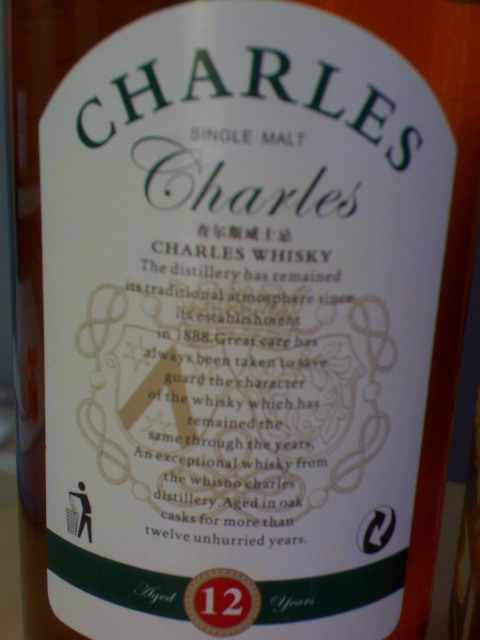 CHARLES
SINGLE MALT
Charles
查尔斯威士忌
CHARLES WHISKY
The distillery has remained
its traditional atmosphere since
its establishment
in 1888.Great care has
always been taken to save
guard the character
of the whisky which has
remained the
same through the years.
An exceptional whisky from
the whisno charles
distillery.Aged in oak
casks for more than
twelve unhurried years.
Aged 12 Years